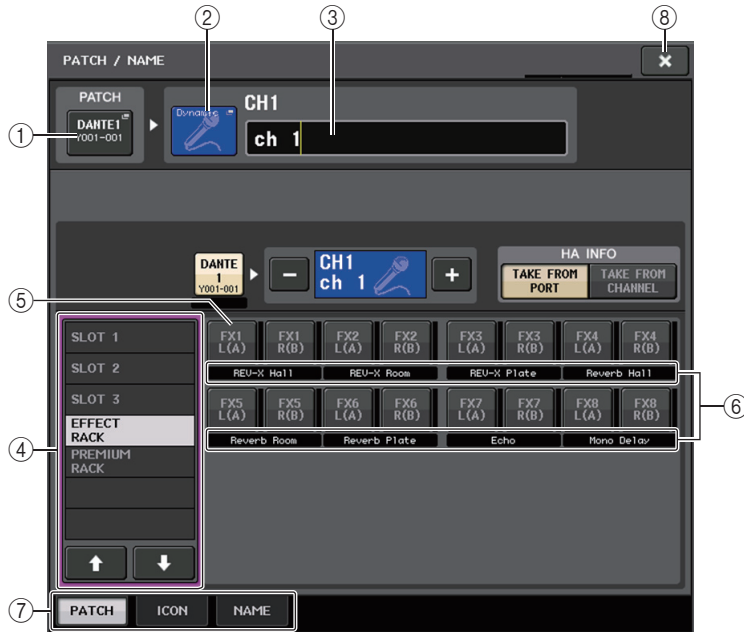 ② ③ ⑧
PATCH / NAME
PATCH
① DANTE1
Y001-001
Dynamic
CH1
ch 1
DANTE
1
Y001-001
CH1
ch 1
HA INFO
TAKE FROM PORT
TAKE FROM CHANNEL
⑤
④
SLOT 1
SLOT 2
SLOT 3
EFFECT RACK
PREMIUM RACK
FX1 L(A) FX1 R(B) FX2 L(A) FX2 R(B) FX3 L(A) FX3 R(B) FX4 L(A) FX4 R(B)
REV-X Hall REV-X Room REV-X Plate Reverb Hall
FX5 L(A) FX5 R(B) FX6 L(A) FX6 R(B) FX7 L(A) FX7 R(B) FX8 L(A) FX8 R(B)
Reverb Room Reverb Plate Echo Mono Delay
⑥
⑦ PATCH ICON NAME